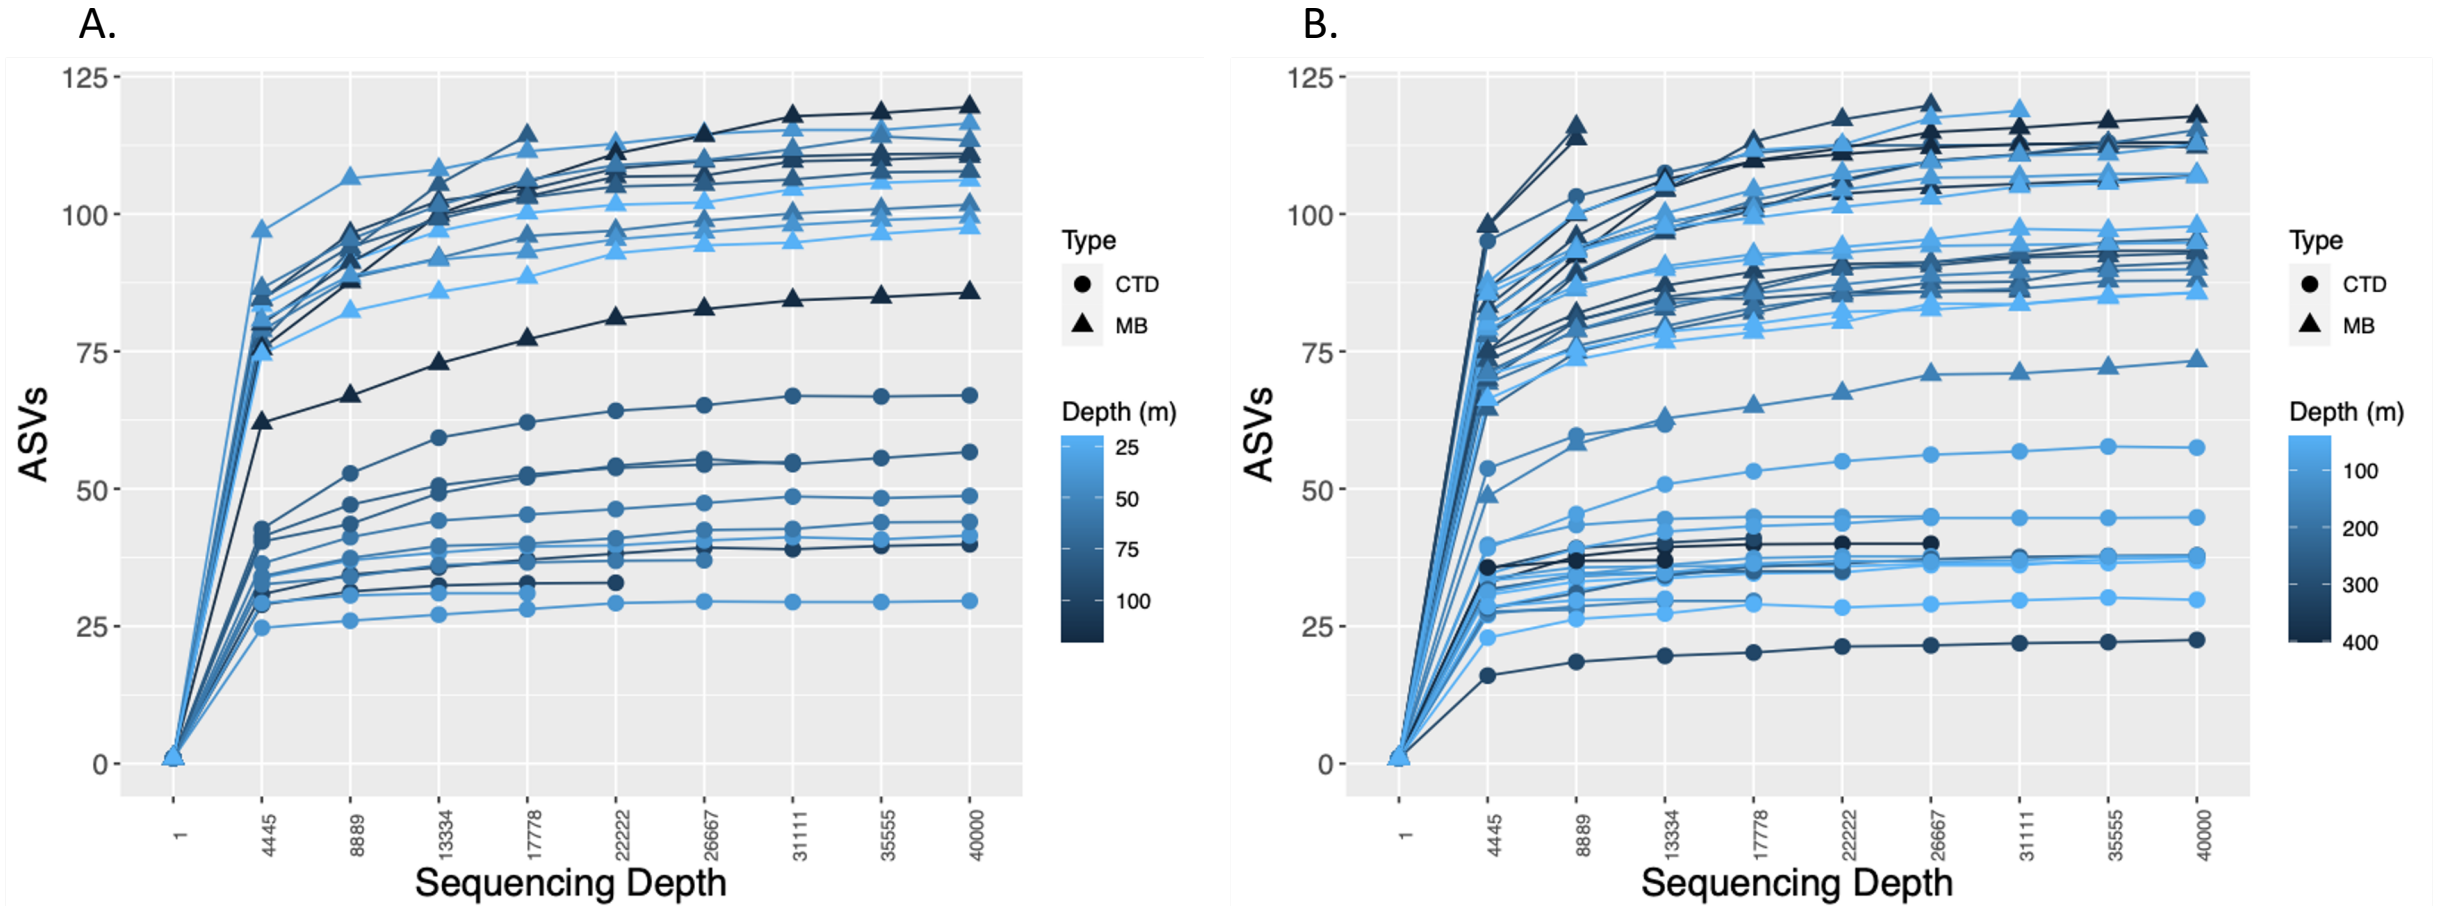 A.
125
100
75
50
25
0
ASVs
1
4445
8889
13334
17778
22222
26667
31111
35555
40000
Sequencing Depth
Type
CTD
MB
Depth (m)
25
50
75
100
B.
125
100
75
50
25
0
ASVs
1
4445
8889
13334
17778
22222
26667
31111
35555
40000
Sequencing Depth
Type
CTD
MB
Depth (m)
100
200
300
400